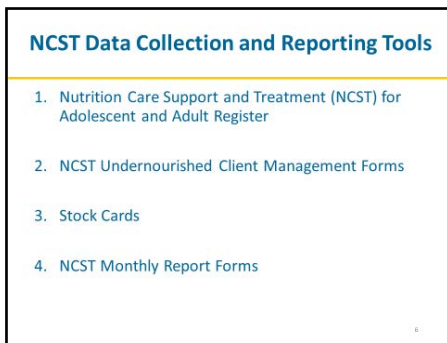 NCST Data Collection and Reporting Tools
1. Nutrition Care Support and Treatment (NCST) for
Adolescent and Adult Register
2. NCST Undernourished Client Management Forms
3. Stock Cards
4. NCST Monthly Report Forms
6